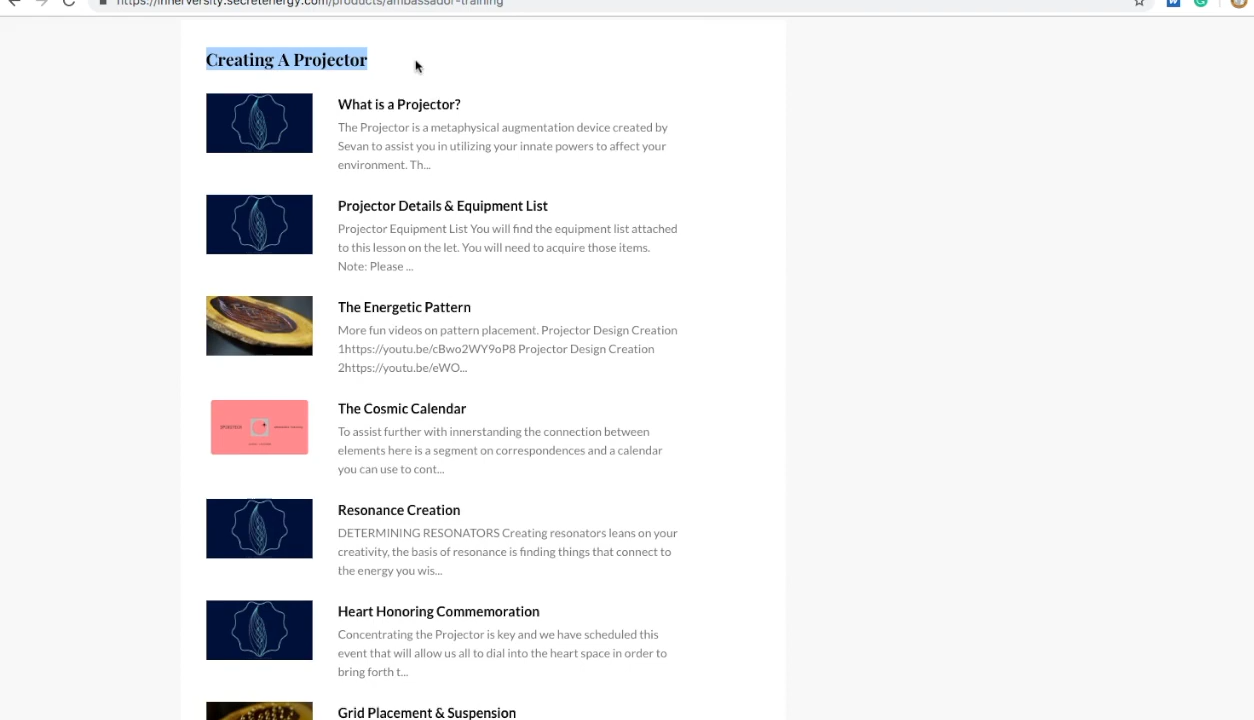 https://innerversity.secretenergy.com/products/ambassador-training
Creating A Projector
What is a Projector?
The Projector is a metaphysical augmentation device created by
Sevan to assist you in utilizing your innate powers to affect your
environment. Th...
Projector Details & Equipment List
Projector Equipment List You will find the equipment list attached
to this lesson on the let. You will need to acquire those items.
Note: Please ...
The Energetic Pattern
More fun videos on pattern placement. Projector Design Creation
1https://youtu.be/cBwo2WY9oP8 Projector Design Creation
2https://youtu.be/eWO...
The Cosmic Calendar
To assist further with innerstanding the connection between
elements here is a segment on correspondences and a calendar
you can use to cont...
Resonance Creation
DETERMINING RESONATORS Creating resonators leans on your
creativity, the basis of resonance is finding things that connect to
the energy you wis...
Heart Honoring Commemoration
Concentrating the Projector is key and we have scheduled this
event that will allow us all to dial into the heart space in order to
bring forth t...
Grid Placement & Suspension